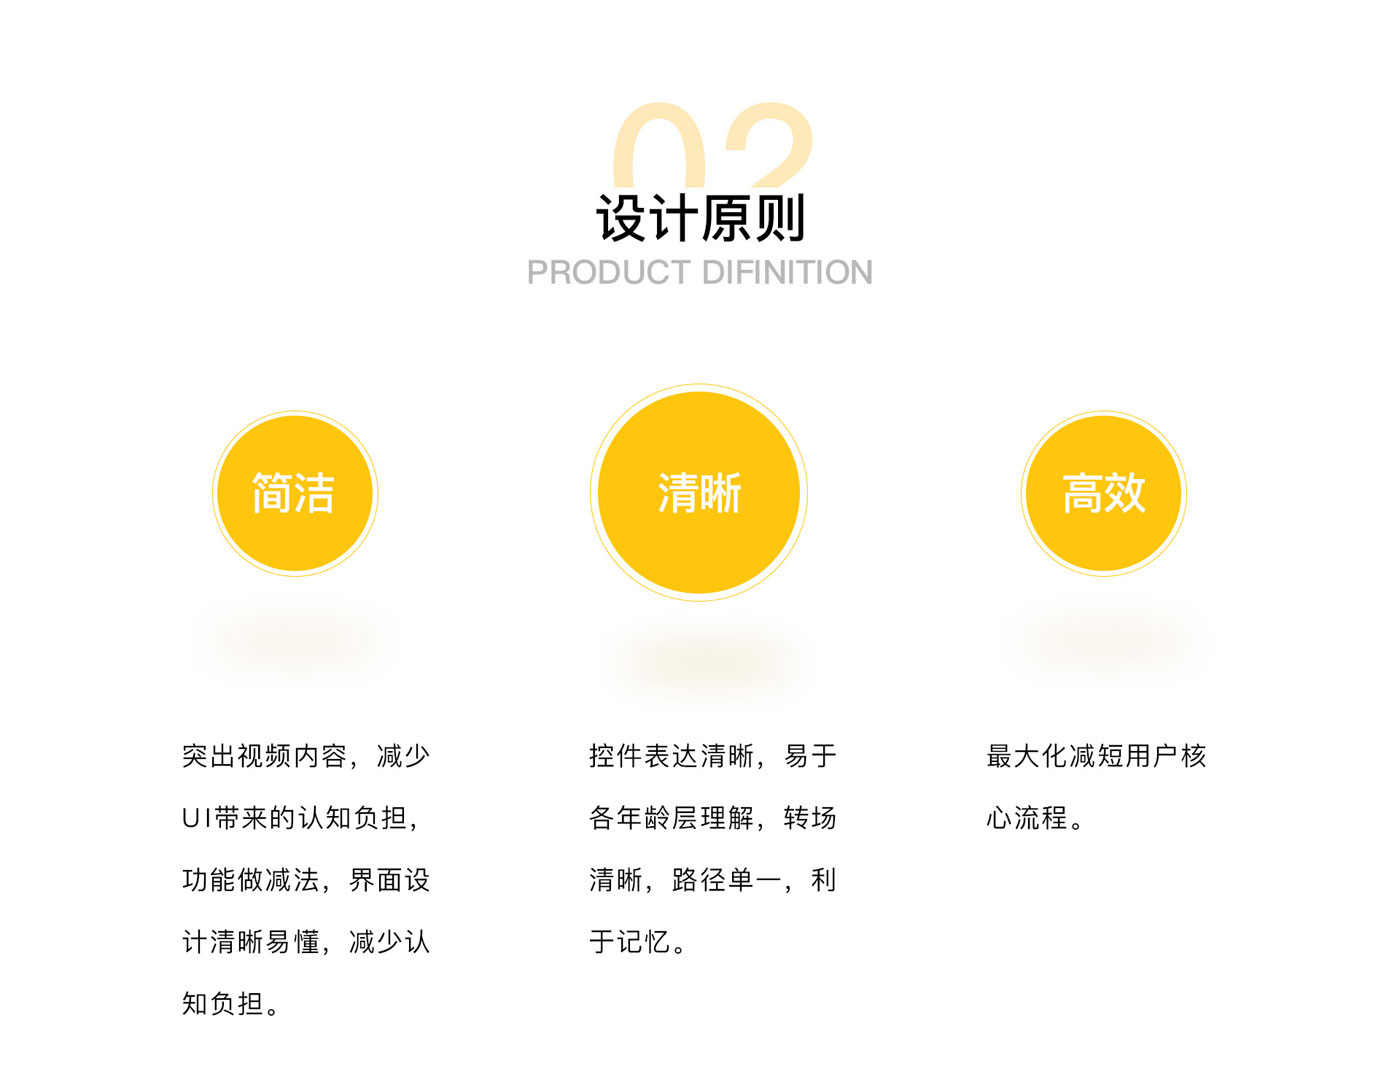 02
设计原则
PRODUCT DIFINITION
简洁
清晰
高效
突出视频内容，减少
UI带来的认知负担，
功能做减法，界面设
计清晰易懂，减少认
知负担。
控件表达清晰，易于
各年龄层理解，转场
清晰，路径单一，利
于记忆。
最大化减短用户核
心流程。